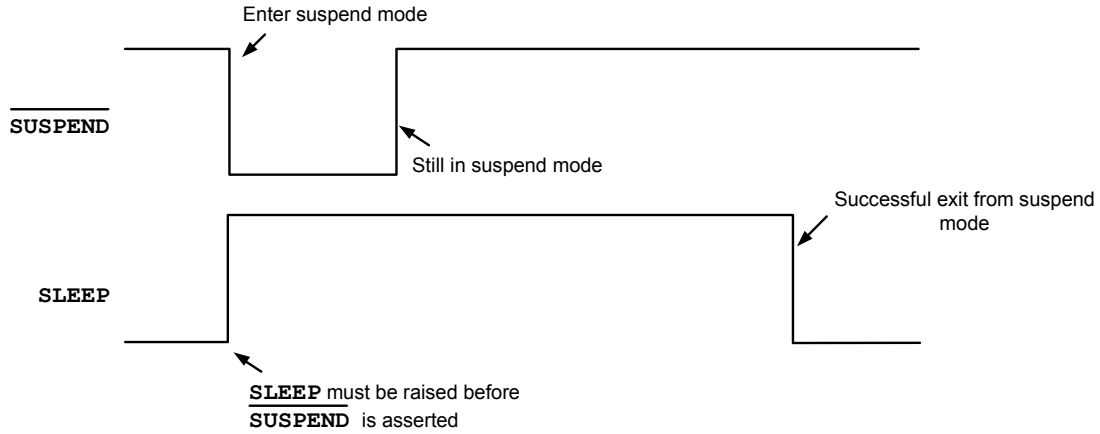 Enter suspend mode
SUSPEND
Still in suspend mode
Successful exit from suspend
mode
SLEEP
SLEEP must be raised before
SUSPEND is asserted